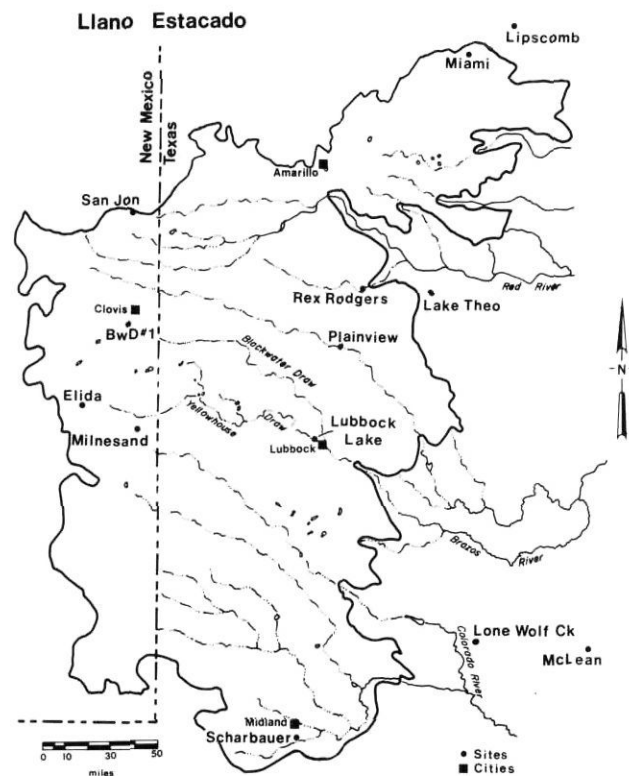 Llano Estacado
Lipscomb
Miami
New Mexico
Texas
Amarillo
San Jon
Red River
Rex Rodgers
Lake Theo
Clovis
BwD#1
Plainview
-N-
Blackwater Draw
Elida
Yellowhouse Draw
Milnesand
Lubbock
Lake
Lubbock
Brazos
River
Lone Wolf Ck
Colorado River
McLean
Midland
Scharbauer
0 10 20 30 40 50
miles
Sites
Cities